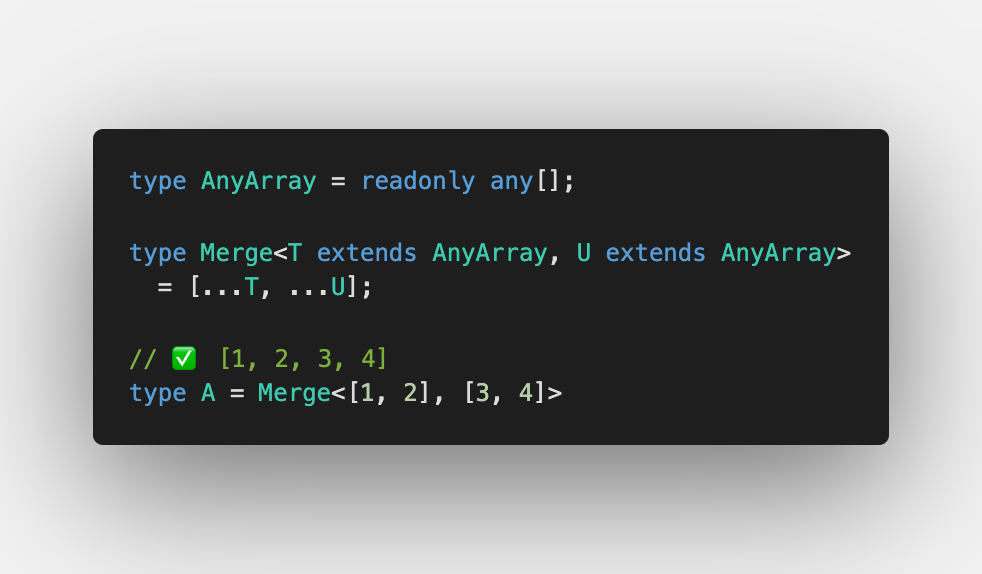 type AnyArray = readonly any[];
type Merge<T extends AnyArray, U extends AnyArray>
= [...T, ...U];
// ✅ [1, 2, 3, 4]
type A = Merge<[1, 2], [3, 4]>